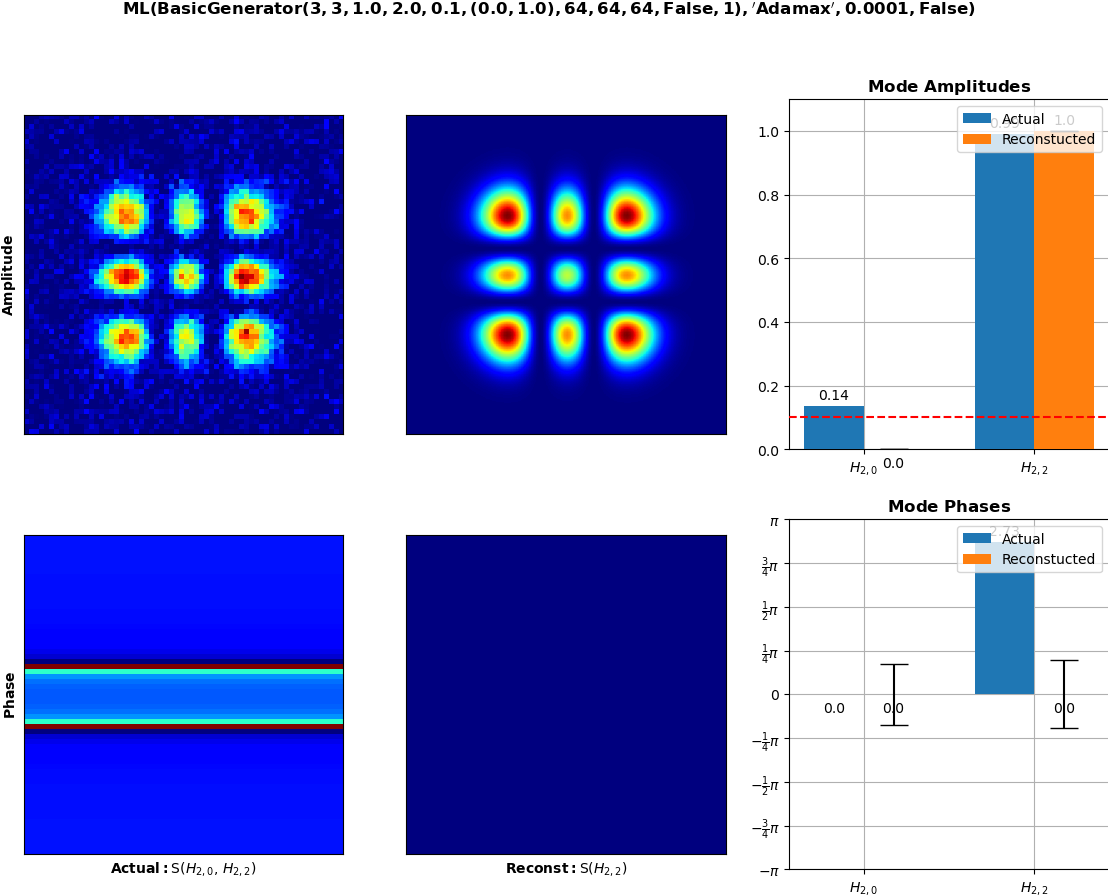 ML(BasicGenerator(3, 3, 1.0, 2.0, 0.1, (0.0, 1.0), 64, 64, 64, False, 1), ′Adamax′, 0.0001, False)
Amplitude
Mode Amplitudes
Actual
Reconstucted
0.99
1.0
0.14
0.0
1.0
0.8
0.6
0.4
0.2
0.0
H2,0
H2,2
Phase
Actual: S(H2,0, H2,2)
Reconst: S(H2,2)
Mode Phases
Actual
Reconstucted
2.73
0.0
0.0
0.0
π
3/4π
1/2π
1/4π
0
−1/4π
−1/2π
−3/4π
−π
H2,0
H2,2